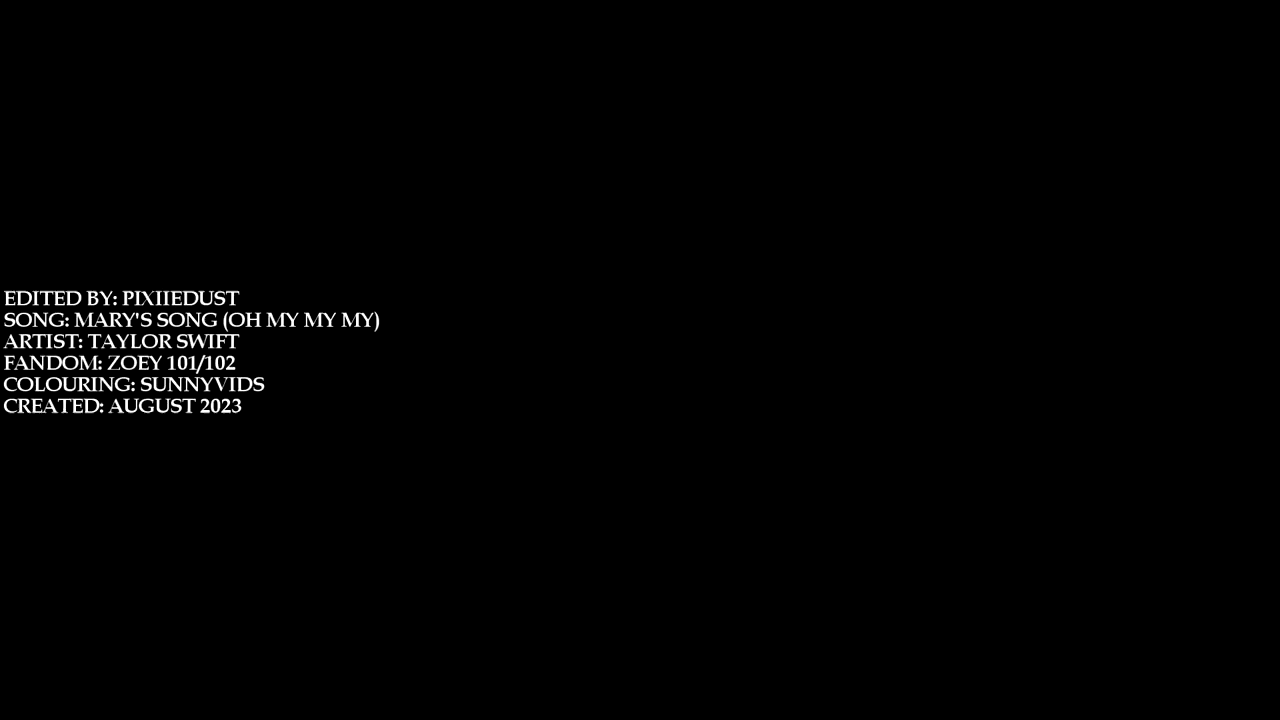 EDITED BY: PIXIIEDUST
SONG: MARY'S SONG (OH MY MY MY)
ARTIST: TAYLOR SWIFT
FANDOM: ZOEY 101/102
COLOURING: SUNNYVIDS
CREATED: AUGUST 2023